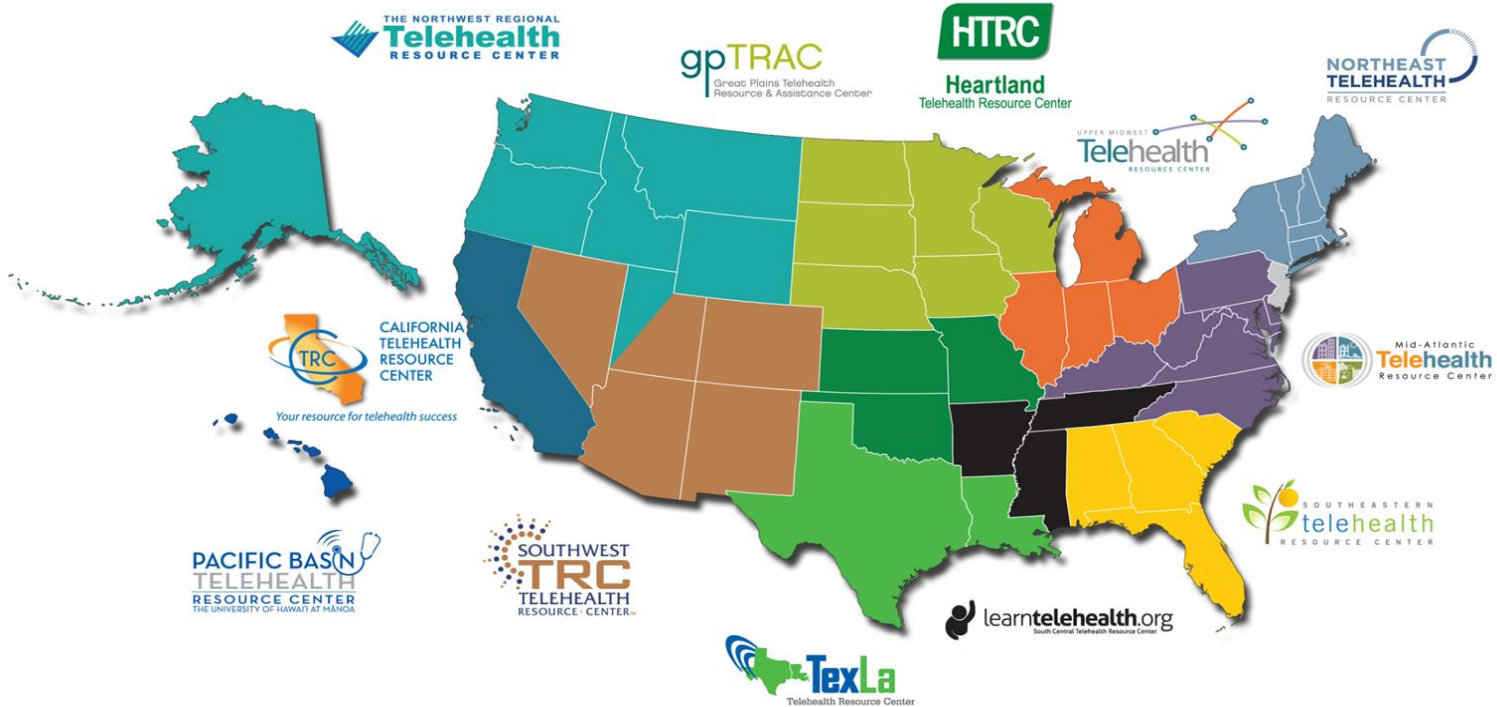 THE NORTHWEST REGIONAL
Telehealth
RESOURCE CENTER
gpTRAC
Great Plains Telehealth
Resource & Assistance Center
HTRC
Heartland
Telehealth Resource Center
UPPER MIDWEST
Telehealth
RESOURCE CENTER
NORTHEAST
TELEHEALTH
RESOURCE CENTER
TRC
CALIFORNIA
TELEHEALTH
RESOURCE
CENTER
Your resource for telehealth success
Mid-Atlantic
Telehealth
Resource Center
PACIFIC BASIN
TELEHEALTH
RESOURCE CENTER
THE UNIVERSITY OF HAWAI'I AT MĀNOA
SOUTHWEST
TRC
TELEHEALTH
RESOURCE · CENTER
SOUTHEASTERN
telehealth
RESOURCE CENTER
learntelehealth.org
South Central Telehealth Resource Center
TexLa
Telehealth Resource Center